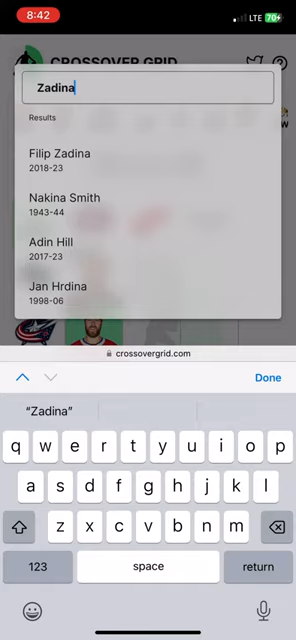 8:42
LTE 70
CROSSOVER GRID
Zadina
Results
Filip Zadina
2018-23
Nakina Smith
1943-44
Adin Hill
2017-23
Jan Hrdina
1998-06
crossovergrid.com
Done
“Zadina”
q w e r t y u i o p
a s d f g h j k l
z x c v b n m
123 space return